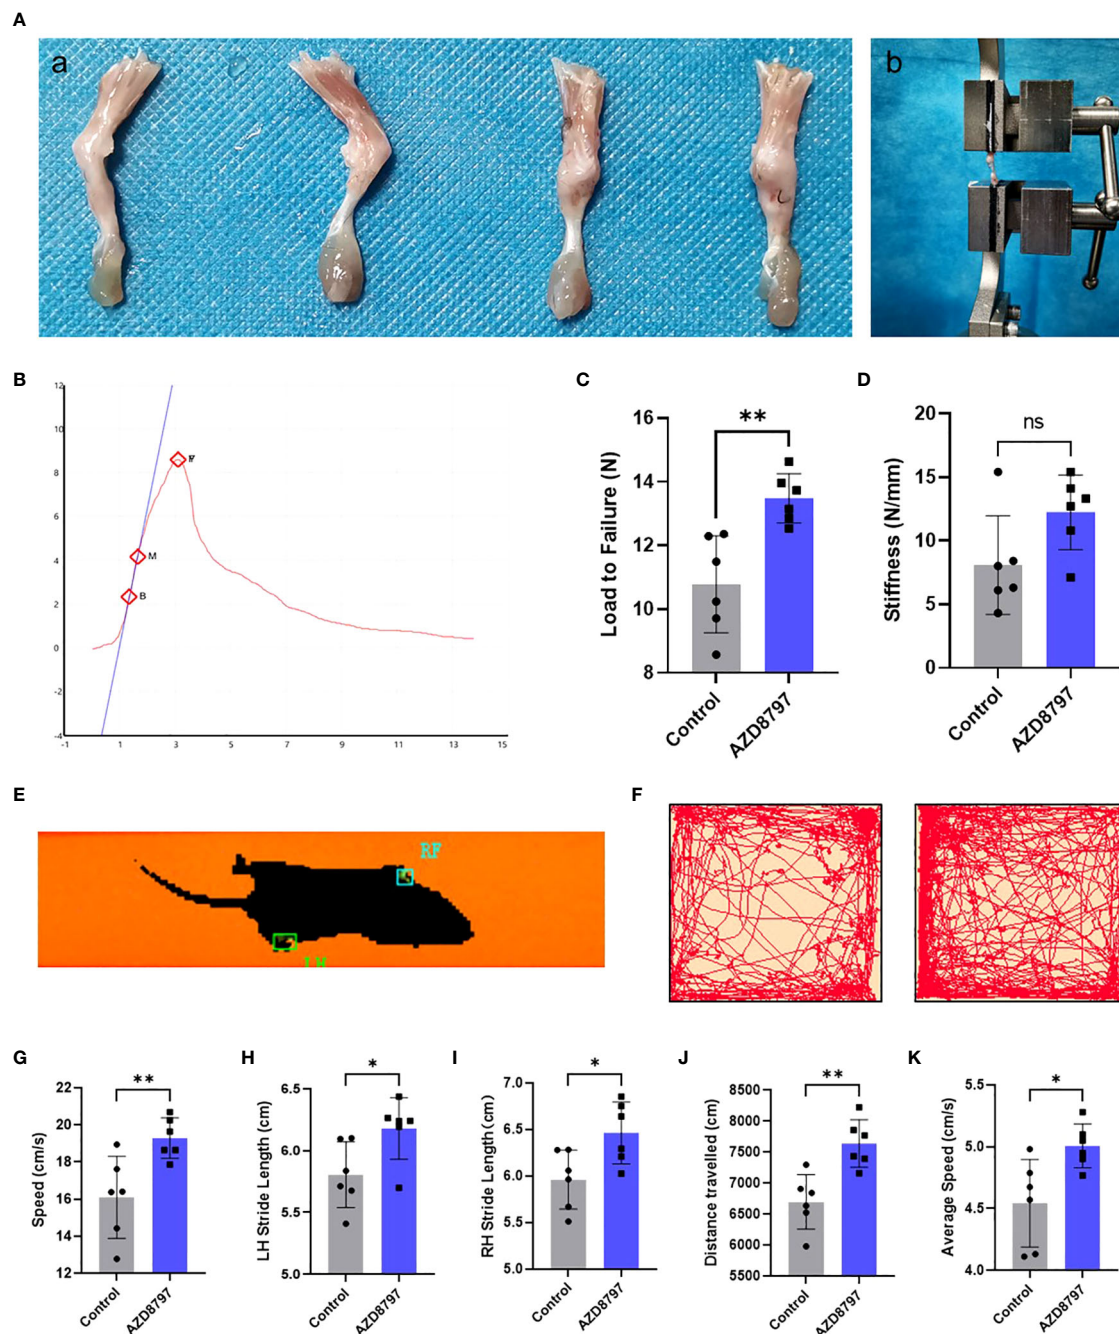 A
a
b
B
12
10
8
6
4
2
0
-2
-4
-1
1
3
5
7
9
11
13
15
M
B
C
Load to Failure (N)
16
14
12
10
8
**
Control
AZD8797
D
Stiffness (N/mm)
20
15
10
5
0
ns
Control
AZD8797
E
RF
F
G
Speed (cm/s)
22
20
18
16
14
12
**
Control
AZD8797
H
LH Stride Length (cm)
6.5
6.0
5.5
5.0
*
Control
AZD8797
I
RH Stride Length(cm)
7.0
6.5
6.0
5.5
5.0
*
Control
AZD8797
J
Distance travelled (cm)
8500
8000
7500
7000
6500
6000
5500
**
Control
AZD8797
K
Average Speed (cm/s)
5.5
5.0
4.5
4.0
*
Control
AZD8797